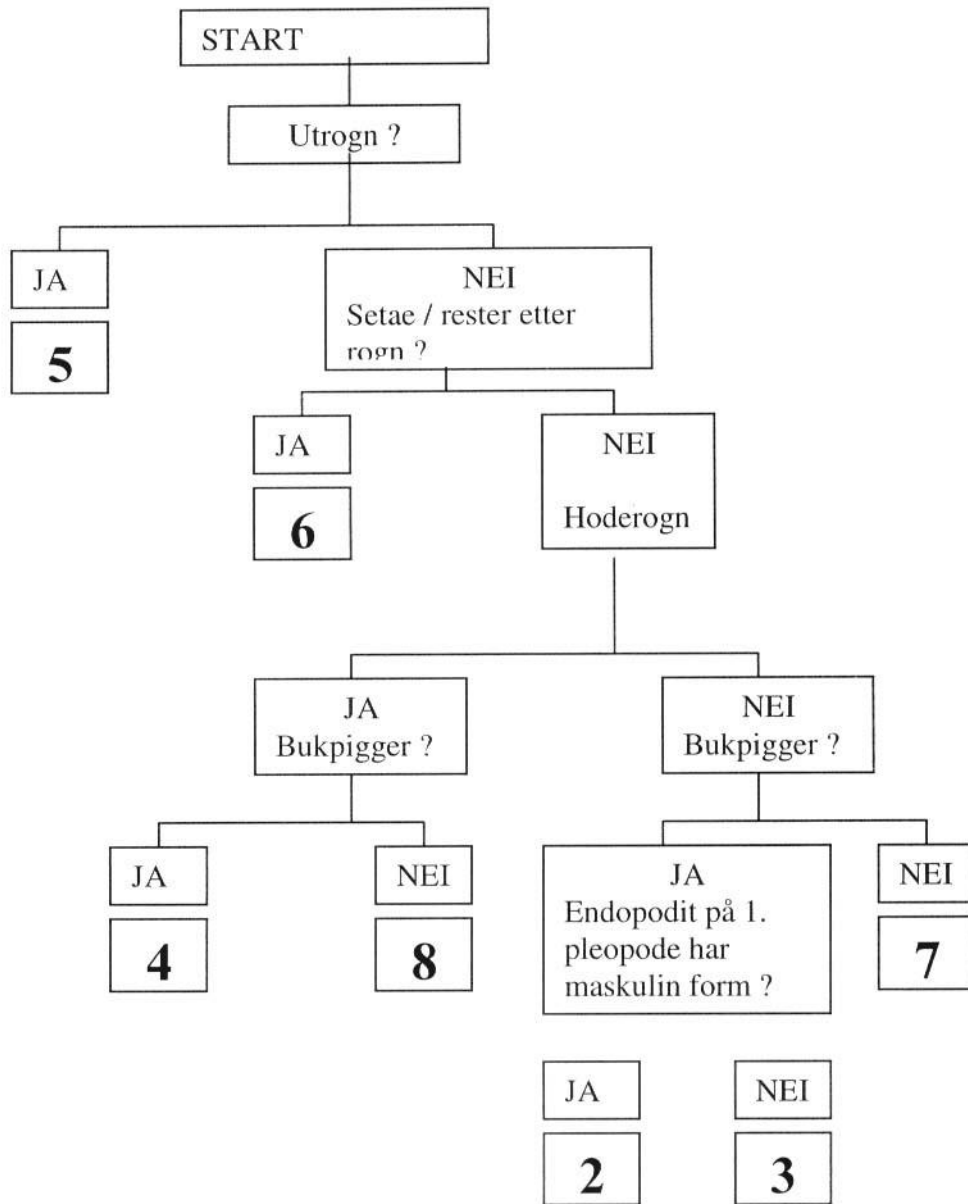 START
Utrogn ?
JA
5
NEI
Setae / rester etter
rogn ?
JA
6
NEI
Hoderogn
JA
Bukpigger ?
NEI
Bukpigger ?
JA
4
NEI
8
JA
Endopodit på 1.
pleopode har
maskulin form ?
NEI
7
JA
2
NEI
3